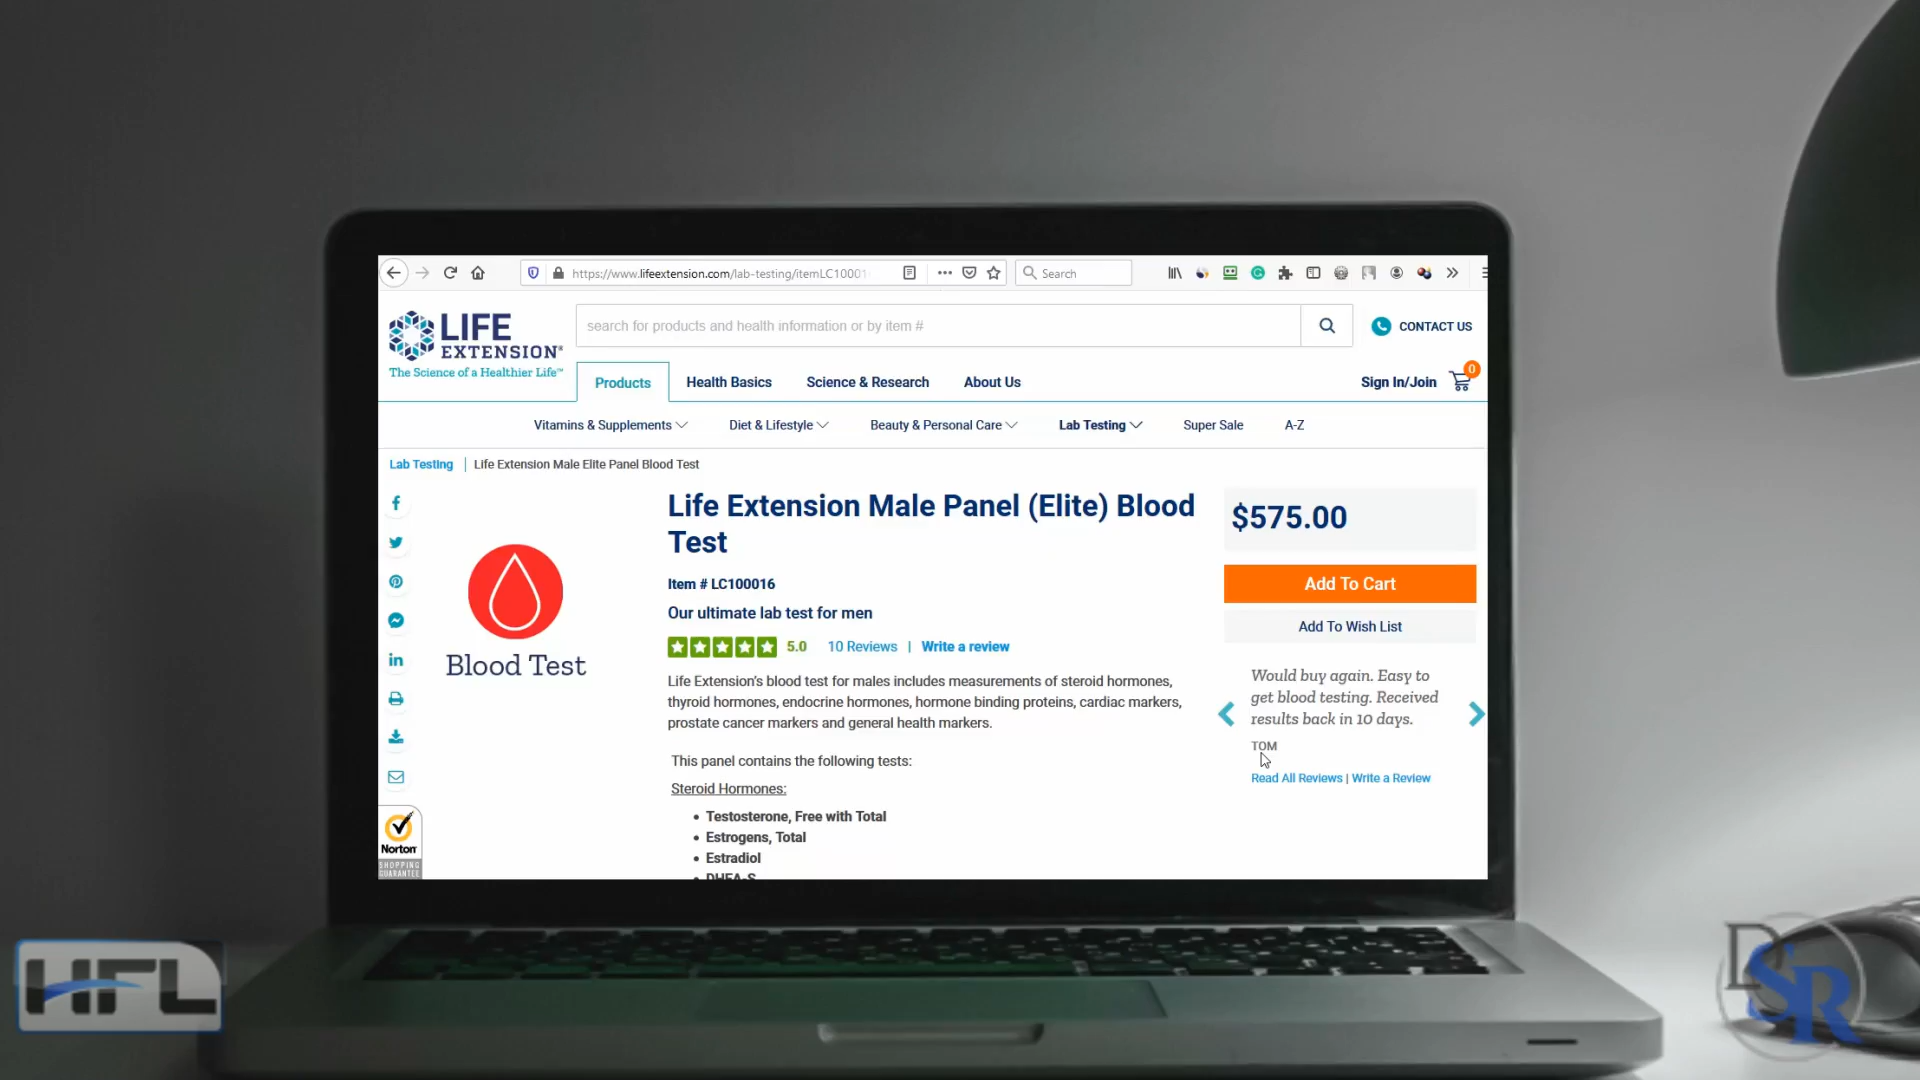 https://www.lifeextension.com/lab-testing/itemLC10001
Search
LIFE
EXTENSION®
The Science of a Healthier Life™
search for products and health information or by item #
CONTACT US
Products
Health Basics
Science & Research
About Us
Sign In/Join
0
Vitamins & Supplements
Diet & Lifestyle
Beauty & Personal Care
Lab Testing
Super Sale
A-Z
Lab Testing
Life Extension Male Elite Panel Blood Test
Blood Test
Life Extension Male Panel (Elite) Blood
Test
Item # LC100016
Our ultimate lab test for men
5.0 10 Reviews | Write a review
Life Extension's blood test for males includes measurements of steroid hormones,
thyroid hormones, endocrine hormones, hormone binding proteins, cardiac markers,
prostate cancer markers and general health markers.
This panel contains the following tests:
Steroid Hormones:
• Testosterone, Free with Total
• Estrogens, Total
• Estradiol
• DHEA-S
$575.00
Add To Cart
Add To Wish List
Would buy again. Easy to
get blood testing. Received
results back in 10 days.
TOM
Read All Reviews | Write a Review
Norton
SHOPPING
GUARANTEE
HFL
DSR